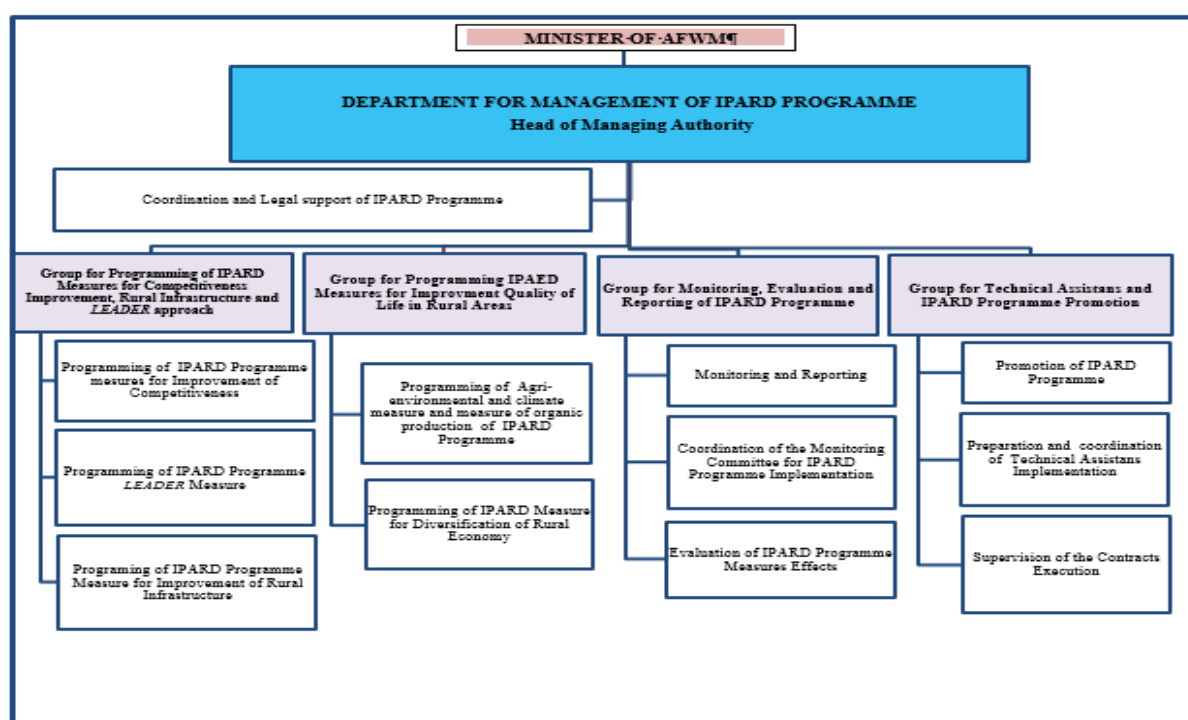 MINISTER·OF·AFWM¶
DEPARTMENT FOR MANAGEMENT OF IPARD PROGRAMME
Head of Managing Authority
Coordination and Legal support of IPARD Programme
Group for Programming of IPARD
Measures for Competitiveness
Improvement, Rural Infrastructure and
LEADER approach
Programming of IPARD Programme
mesures for Improvement of
Competitiveness
Programming of IPARD Programme
LEADER Measure
Programing of IPARD Programme
Measure for Improvement of Rural
Infrastructure
Group for Programming IPAED
Measures for Improvment Quality of
Life in Rural Areas
Programming of Agri-
environmental and climate
measure and measure of organic
production of IPARD
Programme
Programming of IPARD Measure
for Diversification of Rural
Economy
Group for Monitoring, Evaluation and
Reporting of IPARD Programme
Monitoring and Reporting
Coordination of the Monitoring
Committee for IPARD
Programme Implementation
Evaluation of IPARD Programme
Measures Effects
Group for Technical Assistans and
IPARD Programme Promotion
Promotion of IPARD
Programme
Preparation and coordination
of Technical Assistans
Implementation
Supervision of the Contracts
Execution